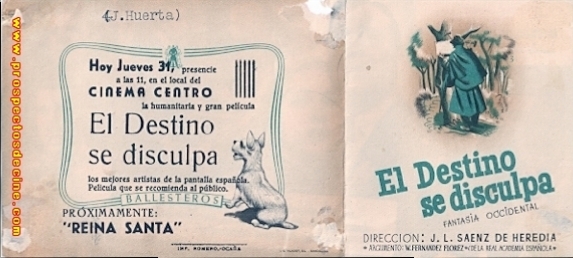 www.prospectosdecine.com
(J. Huerta)
Hoy Jueves 31, presencie
a las 11, en el local del
CINEMA CENTRO
la humanitaria y gran película
El Destino
se disculpa
los mejores artistas de la pantalla española.
Película que se recomienda al público.
BALLESTEROS
PRÓXIMAMENTE:
"REINA SANTA"
IMP. ROMERO.-OCAÑA
El Destino
se disculpa
FANTASÍA OCCIDENTAL
DIRECCION: J. L. SAENZ DE HEREDIA
ARGUMENTO: W. FERNANDEZ FLOREZ DE LA REAL ACADEMIA ESPAÑOLA